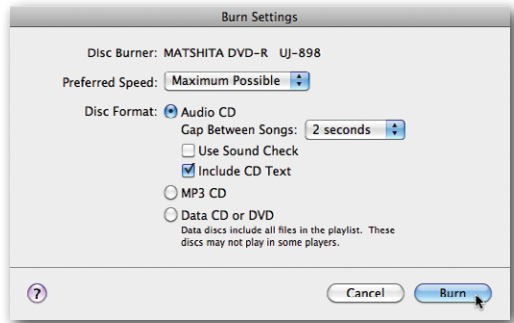 Burn Settings
Disc Burner: MATSHITA DVD-R UJ-898
Preferred Speed: Maximum Possible
Disc Format: Audio CD
Gap Between Songs: 2 seconds
Use Sound Check
Include CD Text
MP3 CD
Data CD or DVD
Data discs include all files in the playlist. These
discs may not play in some players.
? Cancel Burn